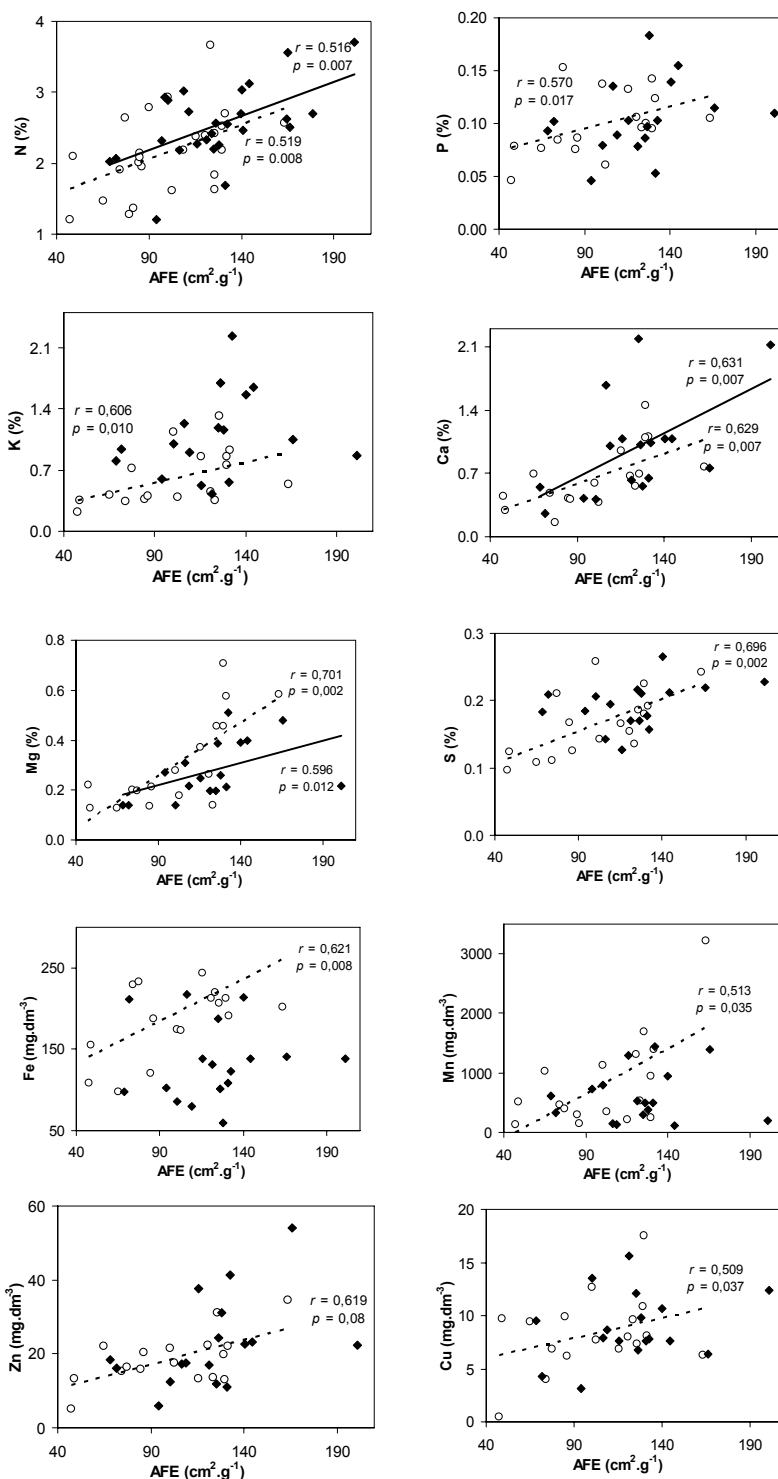 4
3
2
1
N (%)
r = 0.516
p = 0.007
r = 0.519
p = 0.008
40 90 140 190
AFE (cm².g⁻¹)
0.20
0.15
0.10
0.05
0.00
P (%)
r = 0.570
p = 0.017
40 90 140 190
AFE (cm².g⁻¹)
2.1
1.4
0.7
0.0
K (%)
r = 0,606
p = 0,010
40 90 140 190
AFE (cm².g⁻¹)
2.1
1.4
0.7
0.0
Ca (%)
r = 0,631
p = 0,007
r = 0,629
p = 0,007
40 90 140 190
AFE (cm².g⁻¹)
0.8
0.6
0.4
0.2
0.0
Mg (%)
r = 0,701
p = 0,002
r = 0.596
p = 0.012
40 90 140 190
AFE (cm².g⁻¹)
0.3
0.2
0.1
0.0
S (%)
r = 0,696
p = 0,002
40 90 140 190
AFE (cm².g⁻¹)
250
150
50
Fe (mg.dm⁻³)
r = 0,621
p = 0,008
40 90 140 190
AFE (cm².g⁻¹)
3000
2000
1000
0
Mn (mg.dm⁻³)
r = 0,513
p = 0,035
40 90 140 190
AFE (cm².g⁻¹)
60
40
20
0
Zn (mg.dm⁻³)
r = 0,619
p = 0,08
40 90 140 190
AFE (cm².g⁻¹)
20
15
10
5
0
Cu (mg.dm⁻³)
r = 0,509
p = 0,037
40 90 140 190
AFE (cm².g⁻¹)